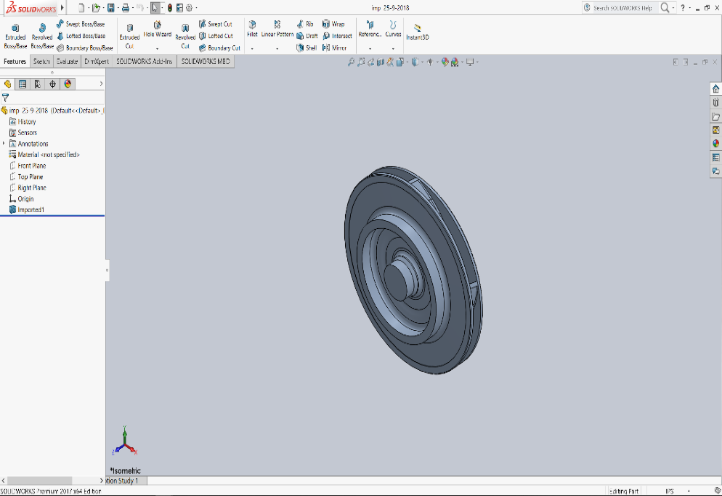 SOLIDWORKS
imp 25-9-2018
Search SOLIDWORKS Help
Extruded Boss/Base
Revolved Boss/Base
Swept Boss/Base
Lofted Boss/Base
Boundary Boss/Base
Extruded Cut
Hole Wizard
Revolved Cut
Swept Cut
Lofted Cut
Boundary Cut
Fillet
Linear Pattern
Rib
Draft
Shell
Wrap
Intersect
Mirror
Referenc.
Curves
Instant3D
Features
Sketch
Evaluate
DimXpert
SOLIDWORKS Add-Ins
SOLIDWORKS MBD
imp 25-9-2018 (Default<<Default>_
History
Sensors
Annotations
Material <not specified>
Front Plane
Top Plane
Right Plane
Origin
Imported1
*Isometric
tion Study 1
SOLIDWORKS Premium 2017 x64 Edition
Editing Part
IPS